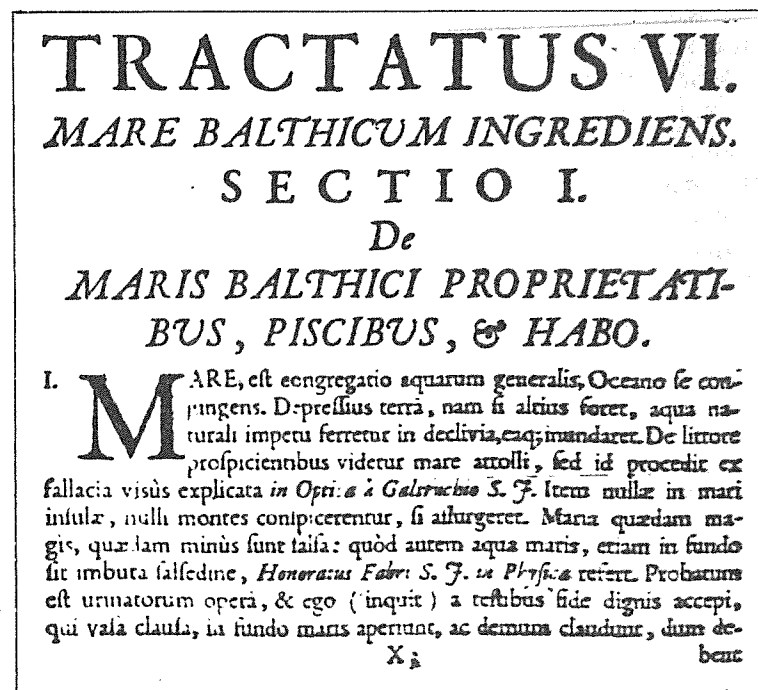 TRACTATUS VI.
MARE BALTHICUM INGREDIENS.
SECTIO I.
De
MARIS BALTHICI PROPRIETATI-
BUS, PISCIBUS, & HABO.
I. MARE, eſt congregatio aquarum generalis, Oceano ſe con-
jungens. Depreſſius terrâ, nam ſi altius foret, aqua na-
turali impetu ferretur in declivia, eaq; inundaret. De littore
proſpicientibus videtur mare attolli, ſed id procedit ex
fallacia visûs explicata in Optica à Galtruchio S. J. Item nullæ in mari
inſulæ, nulli montes conſpicerentur, ſi aſſurgeret. Maria quædam ma-
gis, quædam minùs ſunt ſalſa: quòd autem aqua maris, etiam in fundo
ſit imbuta ſalſedine, Honoratus Fabri S. J. in Phyſica refert. Probatum
eſt urinatorum operâ, & ego (inquit) a teſtibus fide dignis accepi,
qui vaſa clauſa, in fundo maris aperiunt, ac demum claudunt, dum de-
X
bent